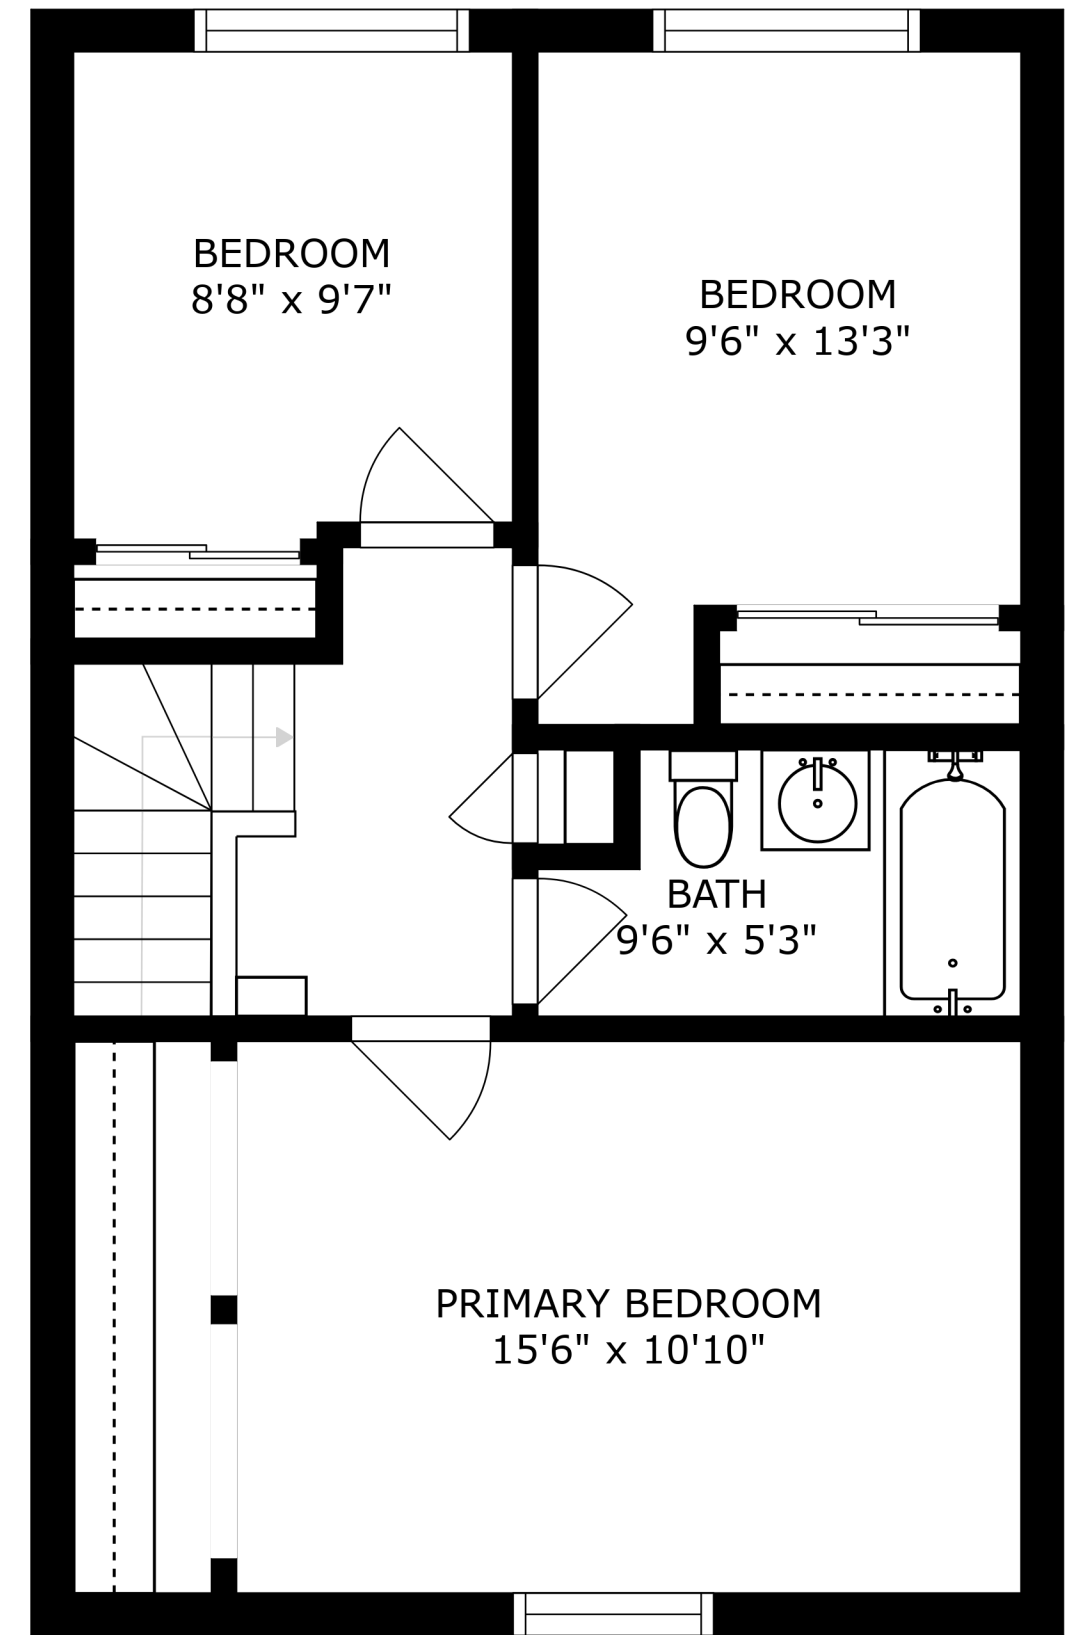 BEDROOM
8'8" x 9'7"
BEDROOM
9'6" x 13'3"
BATH
9'6" x 5'3"
PRIMARY BEDROOM
15'6" x 10'10"